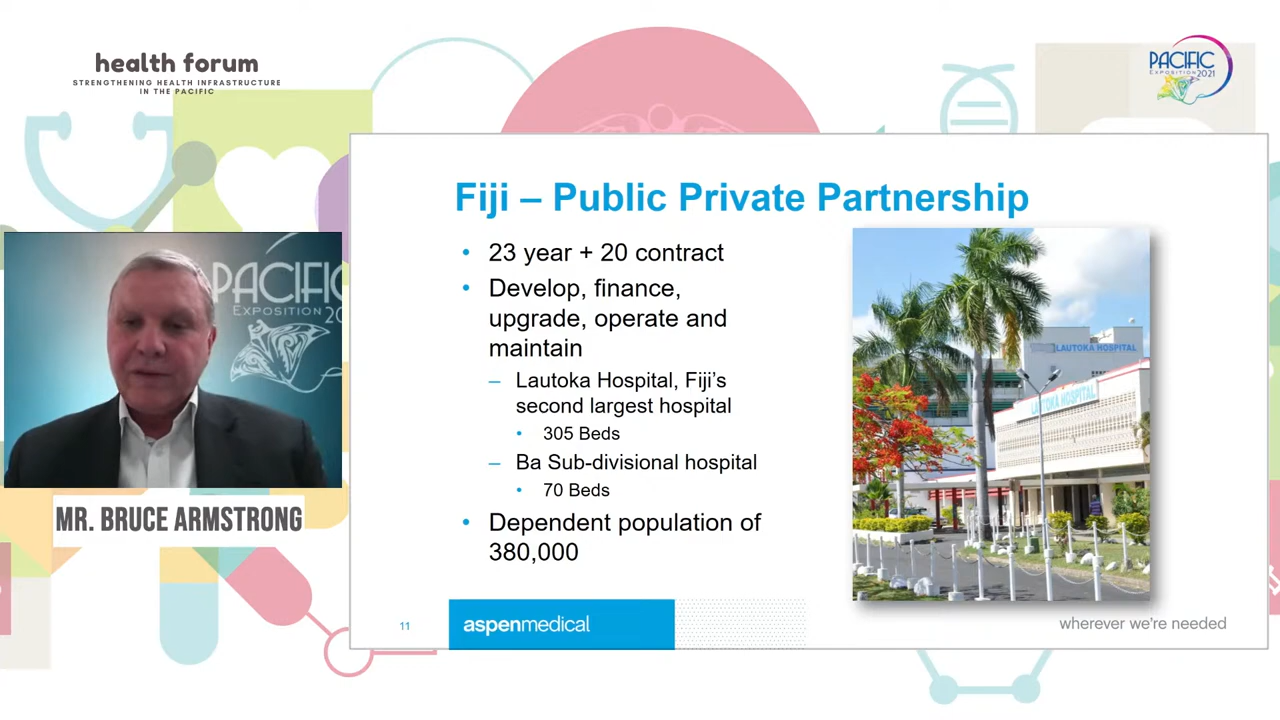 health forum
STRENGTHENING HEALTH INFRASTRUCTURE
IN THE PACIFIC
PACIFIC
EXPOSITION 2021
PACIFIC
EXPOSITION 20
MR. BRUCE ARMSTRONG
Fiji – Public Private Partnership
• 23 year + 20 contract
• Develop, finance,
upgrade, operate and
maintain
– Lautoka Hospital, Fiji’s
second largest hospital
• 305 Beds
– Ba Sub-divisional hospital
• 70 Beds
• Dependent population of
380,000
LAUTOKA HOSPITAL
LAUTOKA HOSPITAL
11
aspenmedical
wherever we're needed